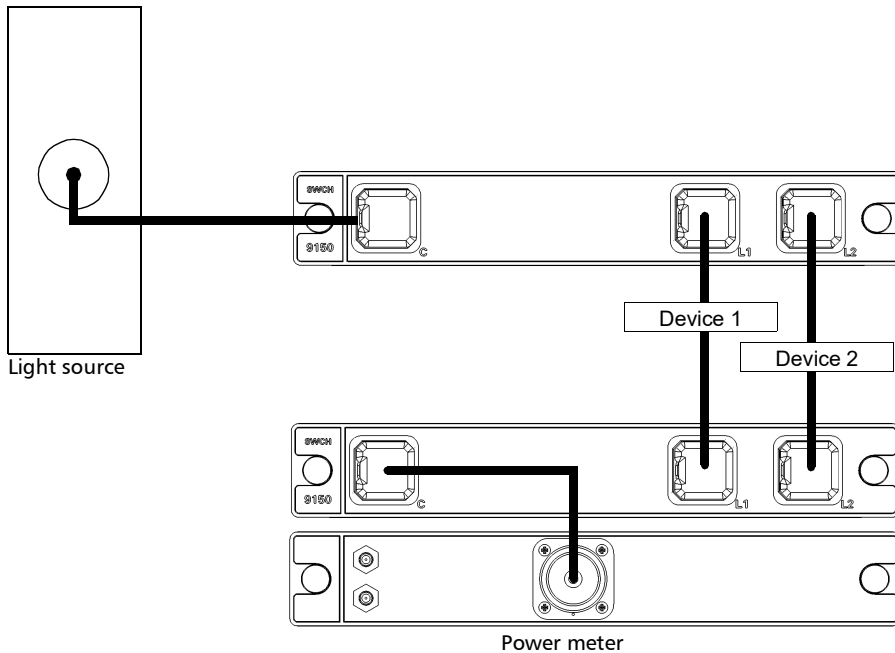 SWCH
9150
C
L1
L2
Device 1
Device 2
Light source
SWCH
9150
C
L1
L2
Power meter